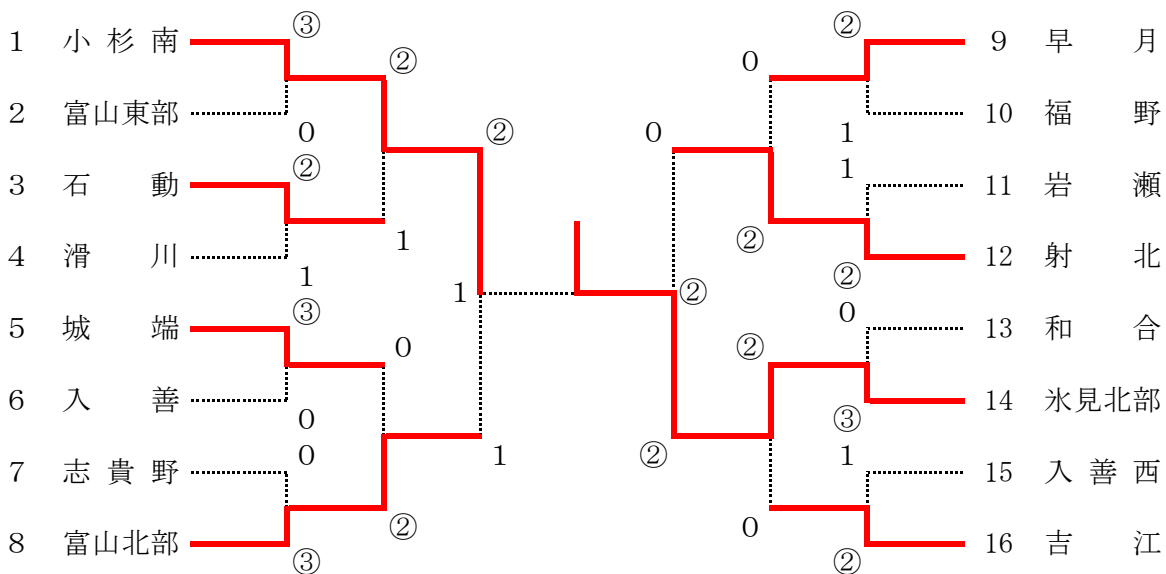 ③ ②
1 小杉南 9 早月
② 0
2 富山東部 10 福野
0 ② 0 1
② 1
3 石動 11 岩瀬
1 ②
4 滑川 12 射北
1 ②
1 ②
③ 0
5 城端 13 和合
0 ②
6 入善 14 氷見北部
0 ③
0 1 ② 1
7 志貴野 15 入善西
② 0
8 富山北部 16 吉江
③ ②